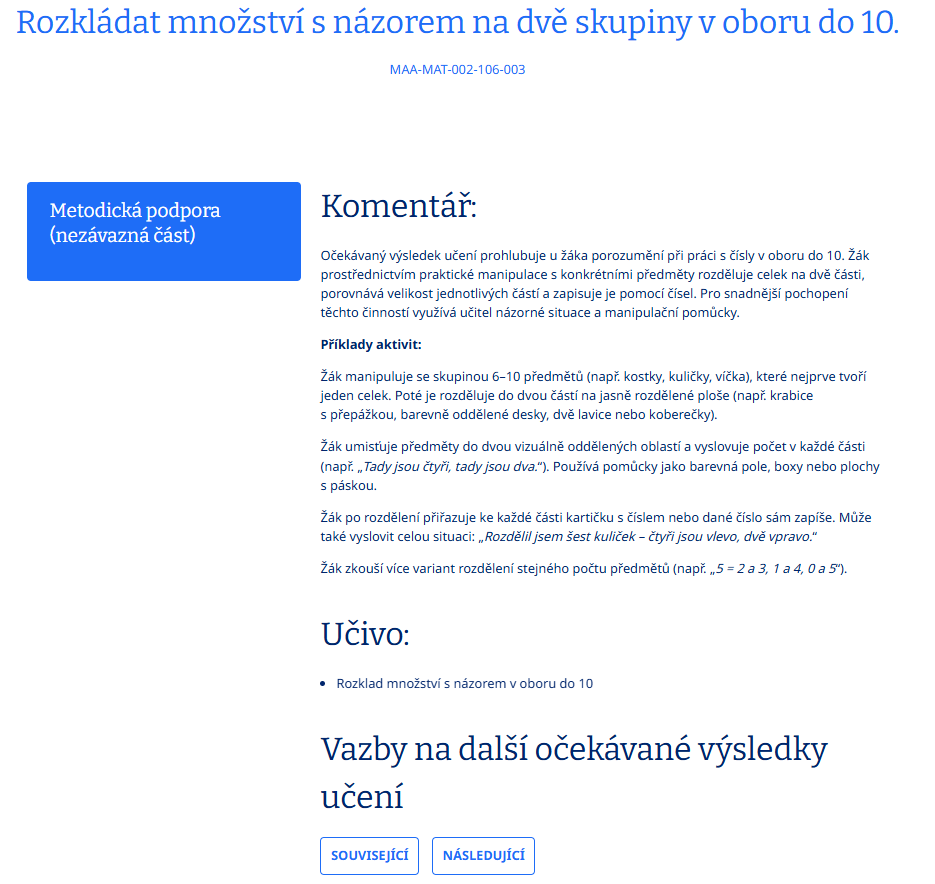 Rozkládat množství s názorem na dvě skupiny v oboru do 10.
MAA-MAT-002-106-003
Metodická podpora
(nezávazná část)
Komentář:
Očekávaný výsledek učení prohlubuje u žáka porozumění při práci s čísly v oboru do 10. Žák
prostřednictvím praktické manipulace s konkrétními předměty rozděluje celek na dvě části,
porovnává velikost jednotlivých částí a zapisuje je pomocí čísel. Pro snadnější pochopení
těchto činností využívá učitel názorné situace a manipulační pomůcky.
Příklady aktivit:
Žák manipuluje se skupinou 6–10 předmětů (např. kostky, kuličky, víčka), které nejprve tvoří
jeden celek. Poté je rozděluje do dvou částí na jasně rozdělené ploše (např. krabice
s přepážkou, barevně oddělené desky, dvě lavice nebo koberečky).
Žák umisťuje předměty do dvou vizuálně oddělených oblastí a vyslovuje počet v každé části
(např. „Tady jsou čtyři, tady jsou dva.“). Používá pomůcky jako barevná pole, boxy nebo plochy
s páskou.
Žák po rozdělení přiřazuje ke každé části kartičku s číslem nebo dané číslo sám zapíše. Může
také vyslovit celou situaci: „Rozdělil jsem šest kuliček – čtyři jsou vlevo, dvě vpravo.“
Žák zkouší více variant rozdělení stejného počtu předmětů (např. „5 = 2 a 3, 1 a 4, 0 a 5“).
Učivo:
• Rozklad množství s názorem v oboru do 10
Vazby na další očekávané výsledky
učení
SOUVISEJÍCÍ NÁSLEDUJÍCÍ